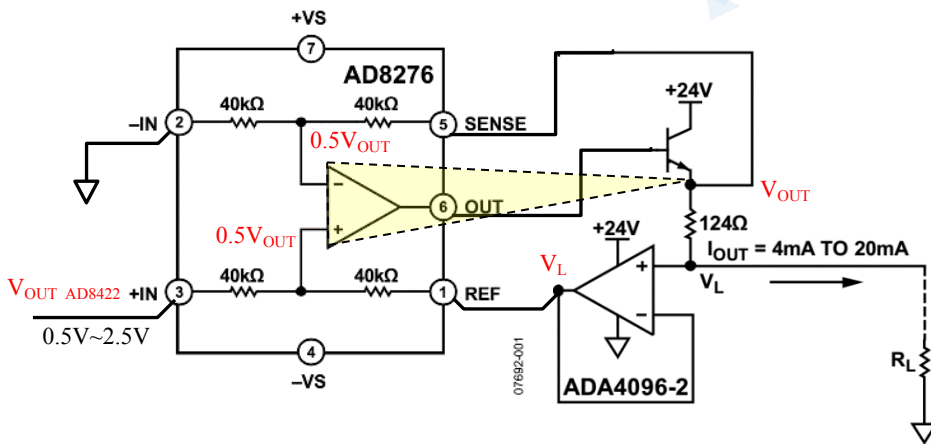 +VS
7
AD8276
40kΩ
40kΩ
+24V
–IN
2
5
SENSE
0.5VOUT
–
6
OUT
VOUT
0.5VOUT
+
124Ω
+24V
IOUT = 4mA TO 20mA
VL
+
VL
40kΩ
40kΩ
VOUT AD8422
+IN
3
1
REF
–
0.5V~2.5V
4
–VS
07692-001
ADA4096-2
RL